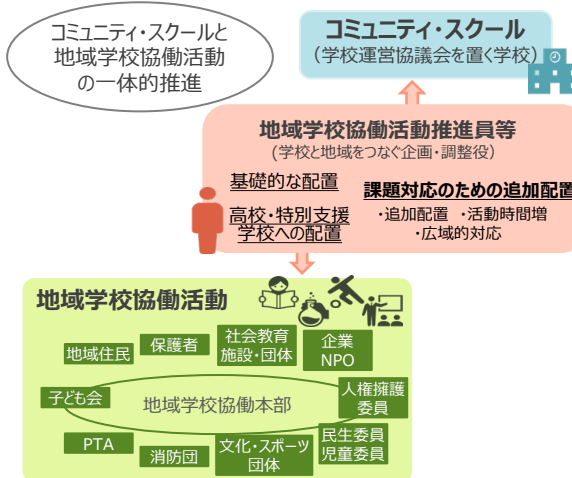 コミュニティ・スクールと
地域学校協働活動
の一体的推進
コミュニティ・スクール
（学校運営協議会を置く学校）
地域学校協働活動推進員等
(学校と地域をつなぐ企画・調整役)
基礎的な配置
高校・特別支援
学校への配置
課題対応のための追加配置
・追加配置 ・活動時間増
・広域的対応
地域学校協働活動
地域住民
保護者
社会教育
施設・団体
企業
NPO
子ども会
地域学校協働本部
人権擁護
委員
PTA
消防団
文化・スポーツ
団体
民生委員
児童委員